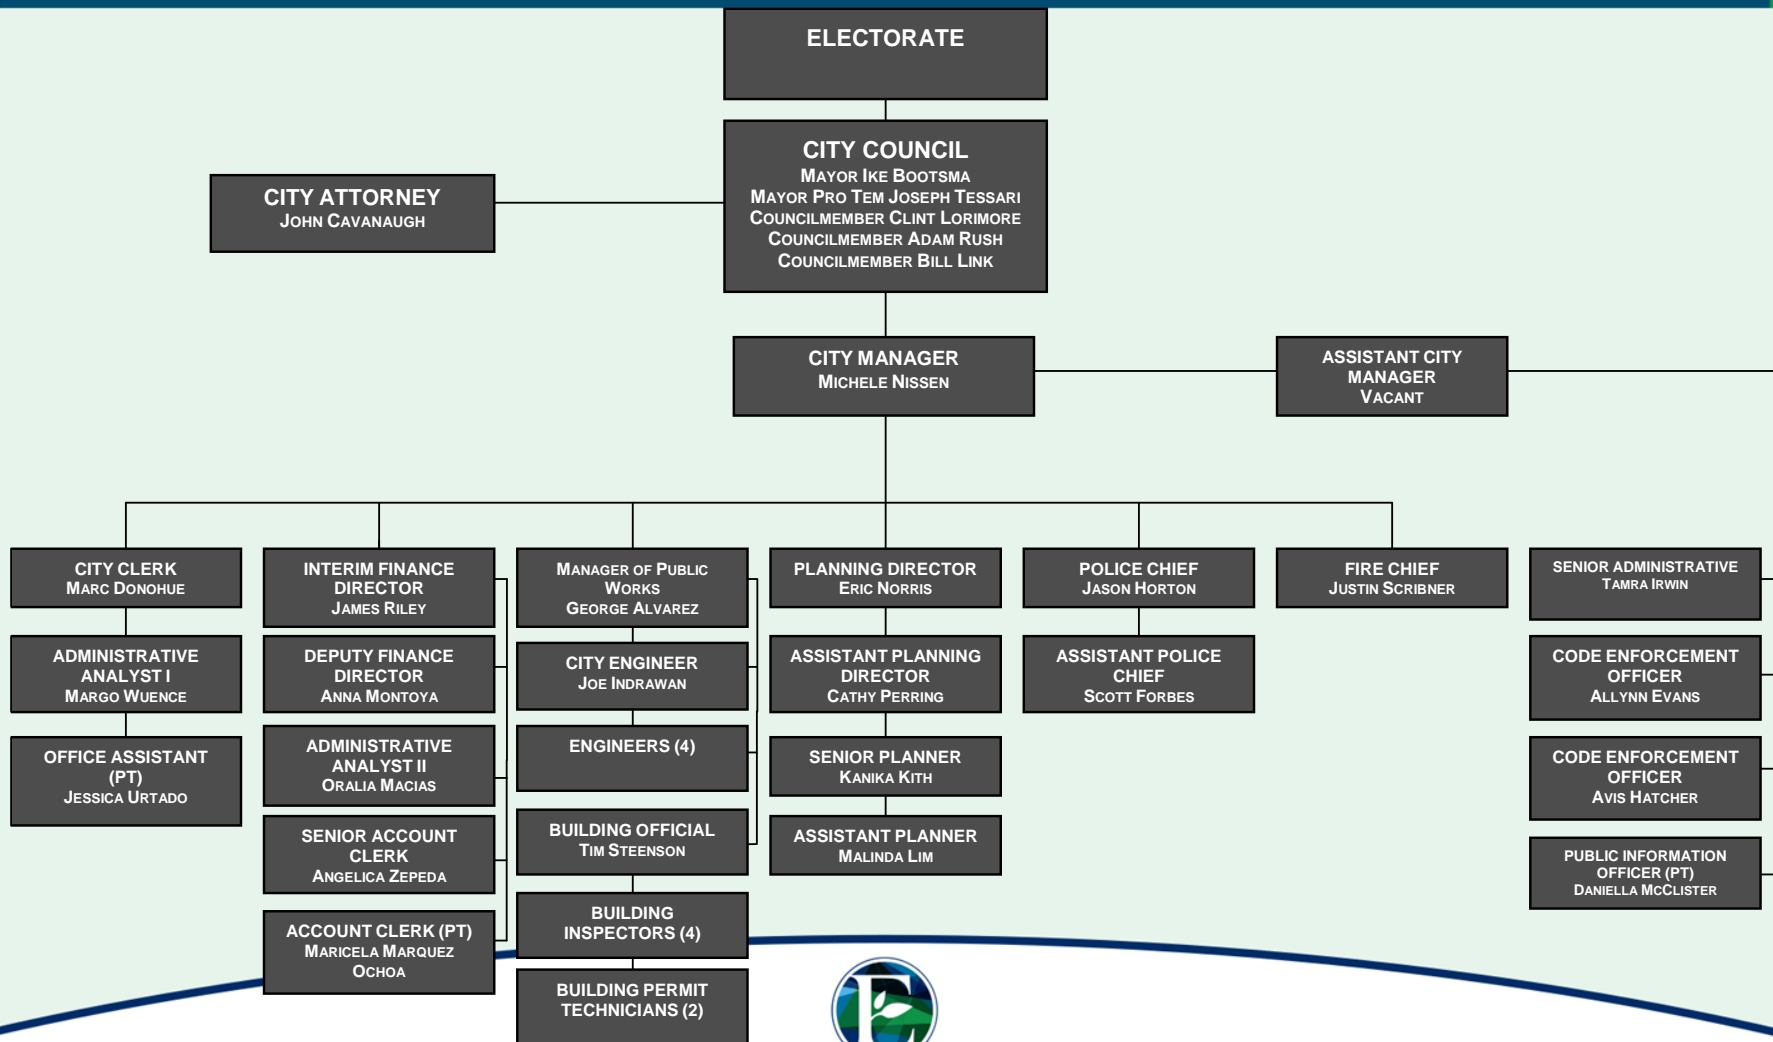 ELECTORATE
CITY COUNCIL
MAYOR IKE BOOTSMA
MAYOR PRO TEM JOSEPH TESSARI
COUNCILMEMBER CLINT LORIMORE
COUNCILMEMBER ADAM RUSH
COUNCILMEMBER BILL LINK
CITY ATTORNEY
JOHN CAVANAUGH
CITY MANAGER
MICHELE NISSEN
ASSISTANT CITY
MANAGER
VACANT
CITY CLERK
MARC DONOHUE
ADMINISTRATIVE
ANALYST I
MARGO WUENCE
OFFICE ASSISTANT
(PT)
JESSICA URTADO
INTERIM FINANCE
DIRECTOR
JAMES RILEY
DEPUTY FINANCE
DIRECTOR
ANNA MONTOYA
ADMINISTRATIVE
ANALYST II
ORALIA MACIAS
SENIOR ACCOUNT
CLERK
ANGELICA ZEPEDA
ACCOUNT CLERK (PT)
MARICELA MARQUEZ
OCHOA
MANAGER OF PUBLIC
WORKS
GEORGE ALVAREZ
CITY ENGINEER
JOE INDRAWAN
ENGINEERS (4)
BUILDING OFFICIAL
TIM STEENSON
BUILDING
INSPECTORS (4)
BUILDING PERMIT
TECHNICIANS (2)
PLANNING DIRECTOR
ERIC NORRIS
ASSISTANT PLANNING
DIRECTOR
CATHY PERRING
SENIOR PLANNER
KANIKA KITH
ASSISTANT PLANNER
MALINDA LIM
POLICE CHIEF
JASON HORTON
ASSISTANT POLICE
CHIEF
SCOTT FORBES
FIRE CHIEF
JUSTIN SCRIBNER
SENIOR ADMINISTRATIVE
TAMRA IRWIN
CODE ENFORCEMENT
OFFICER
ALLYNN EVANS
CODE ENFORCEMENT
OFFICER
AVIS HATCHER
PUBLIC INFORMATION
OFFICER (PT)
DANIELLA MCCLISTER
E